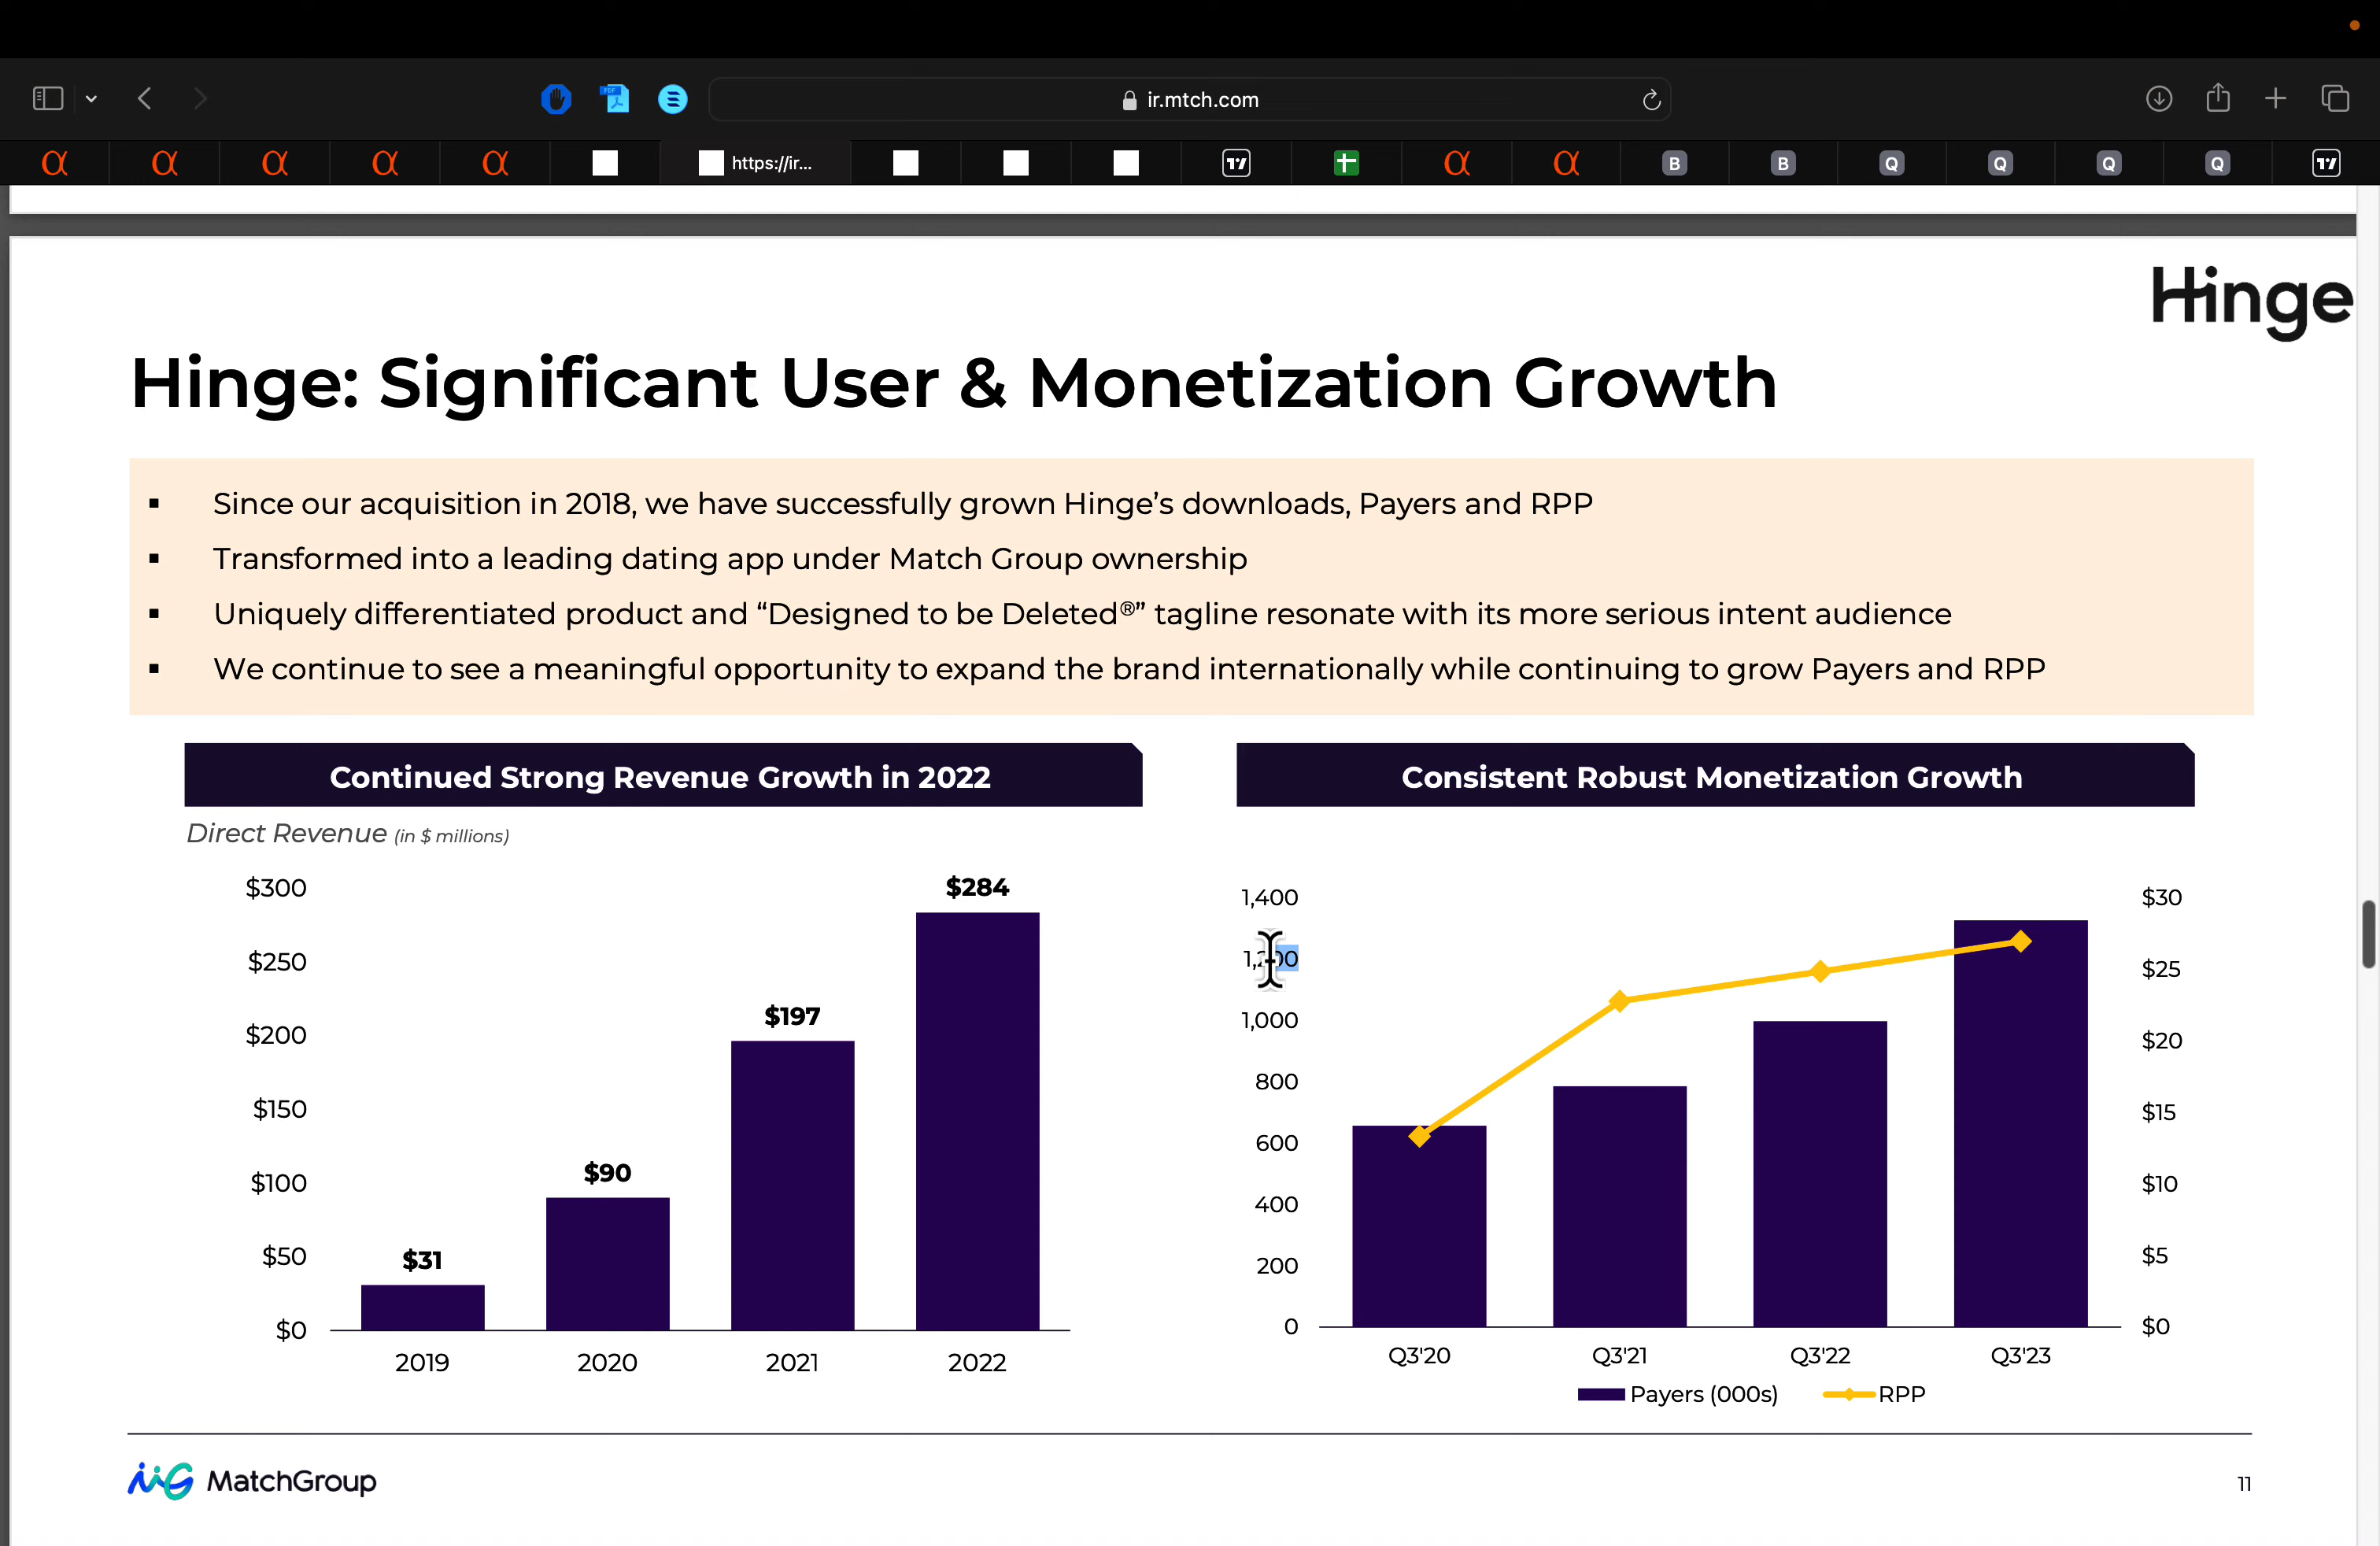 ir.mtch.com
https://ir...
Hinge
Hinge: Significant User & Monetization Growth
▪ Since our acquisition in 2018, we have successfully grown Hinge’s downloads, Payers and RPP
▪ Transformed into a leading dating app under Match Group ownership
▪ Uniquely differentiated product and “Designed to be Deleted®” tagline resonate with its more serious intent audience
▪ We continue to see a meaningful opportunity to expand the brand internationally while continuing to grow Payers and RPP
Continued Strong Revenue Growth in 2022
Direct Revenue (in $ millions)
$300
$250
$200
$150
$100
$50
$0
$31
$90
$197
$284
2019 2020 2021 2022
Consistent Robust Monetization Growth
1,400
1,200
1,000
800
600
400
200
0
$30
$25
$20
$15
$10
$5
$0
Q3'20 Q3'21 Q3'22 Q3'23
Payers (000s) RPP
MatchGroup
11